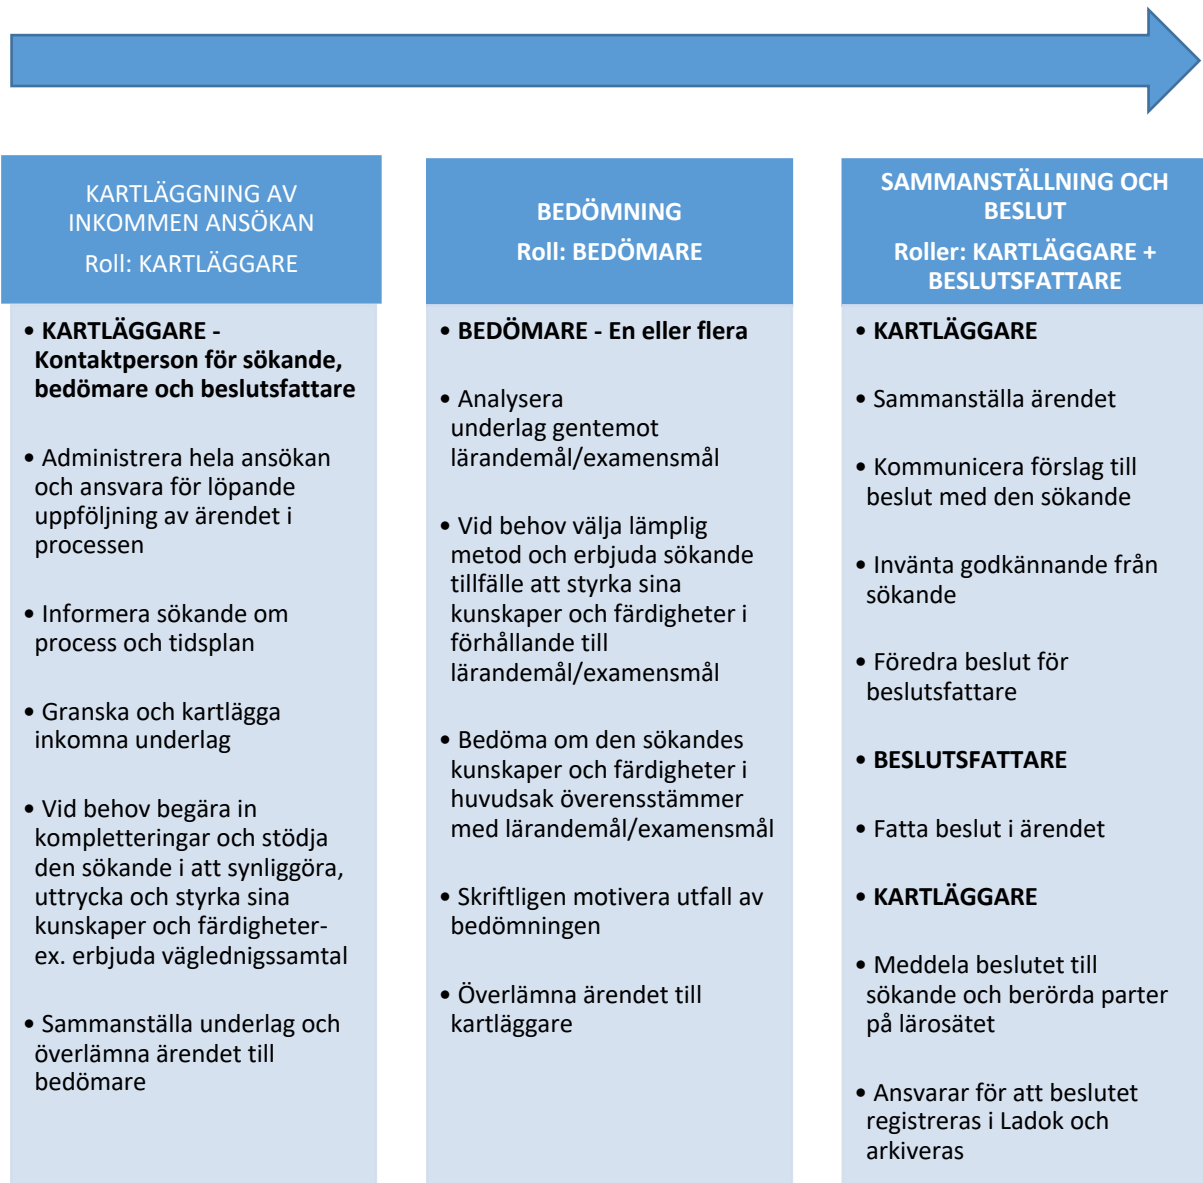 KARTLÄGGNING AV
INKOMMEN ANSÖKAN
Roll: KARTLÄGGARE
• KARTLÄGGARE -
Kontaktperson för sökande,
bedömare och beslutsfattare
• Administrera hela ansökan
och ansvara för löpande
uppföljning av ärendet i
processen
• Informera sökande om
process och tidsplan
• Granska och kartlägga
inkomna underlag
• Vid behov begära in
kompletteringar och stödja
den sökande i att synliggöra,
uttrycka och styrka sina
kunskaper och färdigheter-
ex. erbjuda väglednigssamtal
• Sammanställa underlag och
överlämna ärendet till
bedömare
BEDÖMNING
Roll: BEDÖMARE
• BEDÖMARE - En eller flera
• Analysera
underlag gentemot
lärandemål/examensmål
• Vid behov välja lämplig
metod och erbjuda sökande
tillfälle att styrka sina
kunskaper och färdigheter i
förhållande till
lärandemål/examensmål
• Bedöma om den sökandes
kunskaper och färdigheter i
huvudsak överensstämmer
med lärandemål/examensmål
• Skriftligen motivera utfall av
bedömningen
• Överlämna ärendet till
kartläggare
SAMMANSTÄLLNING OCH
BESLUT
Roller: KARTLÄGGARE +
BESLUTSFATTARE
• KARTLÄGGARE
• Sammanställa ärendet
• Kommunicera förslag till
beslut med den sökande
• Invänta godkännande från
sökande
• Föredra beslut för
beslutsfattare
• BESLUTSFATTARE
• Fatta beslut i ärendet
• KARTLÄGGARE
• Meddela beslutet till
sökande och berörda parter
på lärosätet
• Ansvarar för att beslutet
registreras i Ladok och
arkiveras